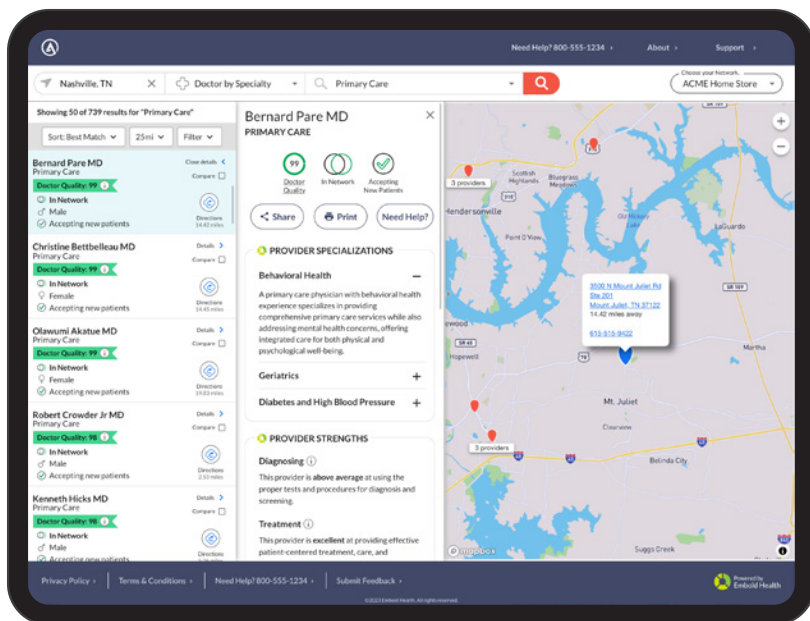 Need Help? 800-555-1234 ›
About ›
Support ›
Nashville, TN
Doctor by Specialty
Primary Care
Choose your Network.
ACME Home Store
Showing 50 of 739 results for "Primary Care"
Sort: Best Match
25mi
Filter
Bernard Pare MD
Close details
Primary Care
Compare
Doctor Quality: 99
In Network
Male
Directions
Accepting new patients
14.42 miles
Christine Bettbelleau MD
Details
Primary Care
Compare
Doctor Quality: 99
In Network
Female
Directions
Accepting new patients
14.45 miles
Olawumi Akatue MD
Details
Primary Care
Compare
Doctor Quality: 99
In Network
Female
Directions
Accepting new patients
Robert Crowder Jr MD
Details
Primary Care
Compare
Doctor Quality: 98
In Network
Male
Directions
Accepting new patients
Kenneth Hicks MD
Details
Primary Care
Compare
Doctor Quality: 98
In Network
Male
Directions
Accepting new patients
Bernard Pare MD
PRIMARY CARE
99
Doctor Quality
In Network
Accepting New Patients
Share
Print
Need Help?
PROVIDER SPECIALIZATIONS
Behavioral Health
A primary care physician with behavioral health
experience specializes in providing
comprehensive primary care services while also
addressing mental health concerns, offering
integrated care for both physical and
psychological well-being.
Geriatrics
Diabetes and High Blood Pressure
PROVIDER STRENGTHS
Diagnosing
This provider is above average at using the
proper tests and procedures for diagnosis and
screening.
Treatment
This provider is excellent at providing effective
patient-centered treatment, care, and
3 providers
Scottish
Highlands
Bluegrass
Meadows
Hendersonville
Point O'View
Old Hickory
Lake
LaGuardo
SR 109
3500 N Mount Juliet Rd
Ste 201
Mount Juliet, TN 37122
14.42 miles away
615-515-9422
SR 45
Hopewell
70
Martha
Mt. Juliet
Clearview
3 providers
Belinda City
Suggs Creek
mapbox
Privacy Policy ›
Terms & Conditions ›
Need Help? 800-555-1234 ›
Submit Feedback ›
Powered by
Embold Health
©2023 Embold Health. All rights reserved.